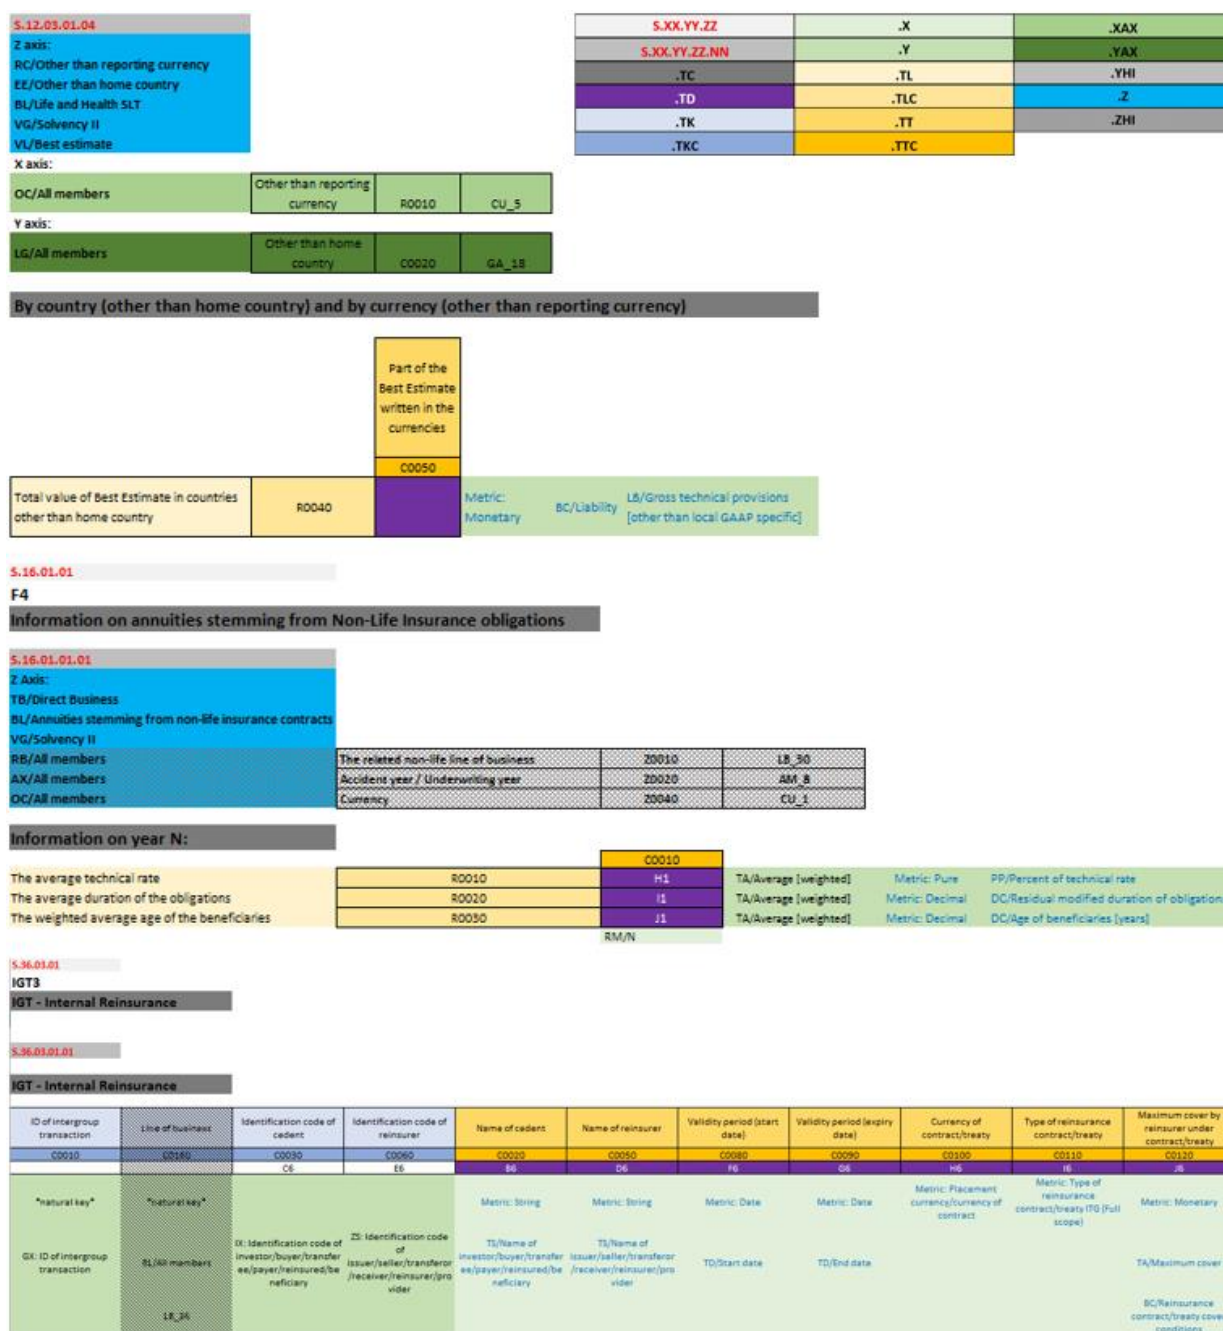 S.12.03.01.04
Z axis:
RC/Other than reporting currency
EE/Other than home country
BL/Life and Health SLT
VG/Solvency II
VL/Best estimate
X axis:
OC/All members Other than reporting currency R0010 CU_5
Y axis:
LG/All members Other than home country C0020 GA_18
S.XX.YY.ZZ .X .XAX
S.XX.YY.ZZ.NN .Y .YAX
.TC .TL .YHI
.TD .TLC .Z
.TK .TT .ZHI
.TKC .TTC
By country (other than home country) and by currency (other than reporting currency)
Part of the
Best Estimate
written in the
currencies
C0050
Total value of Best Estimate in countries
other than home country
R0040
Metric:
Monetary
BC/Liability
LB/Gross technical provisions
[other than local GAAP specific]
S.16.01.01
F4
Information on annuities stemming from Non-Life Insurance obligations
S.16.01.01.01
Z Axis:
TB/Direct Business
BL/Annuities stemming from non-life insurance contracts
VG/Solvency II
RB/All members The related non-life line of business Z0010 LB_30
AX/All members Accident year / Underwriting year Z0020 AM_8
OC/All members Currency Z0040 CU_1
Information on year N:
C0010
The average technical rate R0010 H1 TA/Average [weighted] Metric: Pure PP/Percent of technical rate
The average duration of the obligations R0020 I1 TA/Average [weighted] Metric: Decimal DC/Residual modified duration of obligation
The weighted average age of the beneficiaries R0030 J1 TA/Average [weighted] Metric: Decimal DC/Age of beneficiaries [years]
RM/N
S.36.03.01
IGT3
IGT - Internal Reinsurance
S.36.03.01.01
IGT - Internal Reinsurance
ID of intergroup transaction
Line of business
Identification code of cedent
Identification code of reinsurer
Name of cedent
Name of reinsurer
Validity period (start date)
Validity period (expiry date)
Currency of contract/treaty
Type of reinsurance contract/treaty
Maximum cover by reinsurer under contract/treaty
C0010 C0160 C0030 C0060 C0020 C0050 C0080 C0090 C0100 C0110 C0120
C6 E6 B6 D6 F6 G6 H6 I6 J6
"natural key"
"natural key"
Metric: String
Metric: String
Metric: Date
Metric: Date
Metric: Placement currency/currency of contract
Metric: Type of reinsurance contract/treaty ITG (Full scope)
Metric: Monetary
GX: ID of intergroup transaction
BL/All members
IX: Identification code of investor/buyer/transferee/payer/reinsured/beneficiary
ZS: Identification code of issuer/seller/transferor/receiver/reinsurer/provider
TS/Name of investor/buyer/transferee/payer/reinsured/beneficiary
TS/Name of issuer/seller/transferor/receiver/reinsurer/provider
TD/Start date
TD/End date
TA/Maximum cover
LB_36
BC/Reinsurance contract/treaty cover conditions